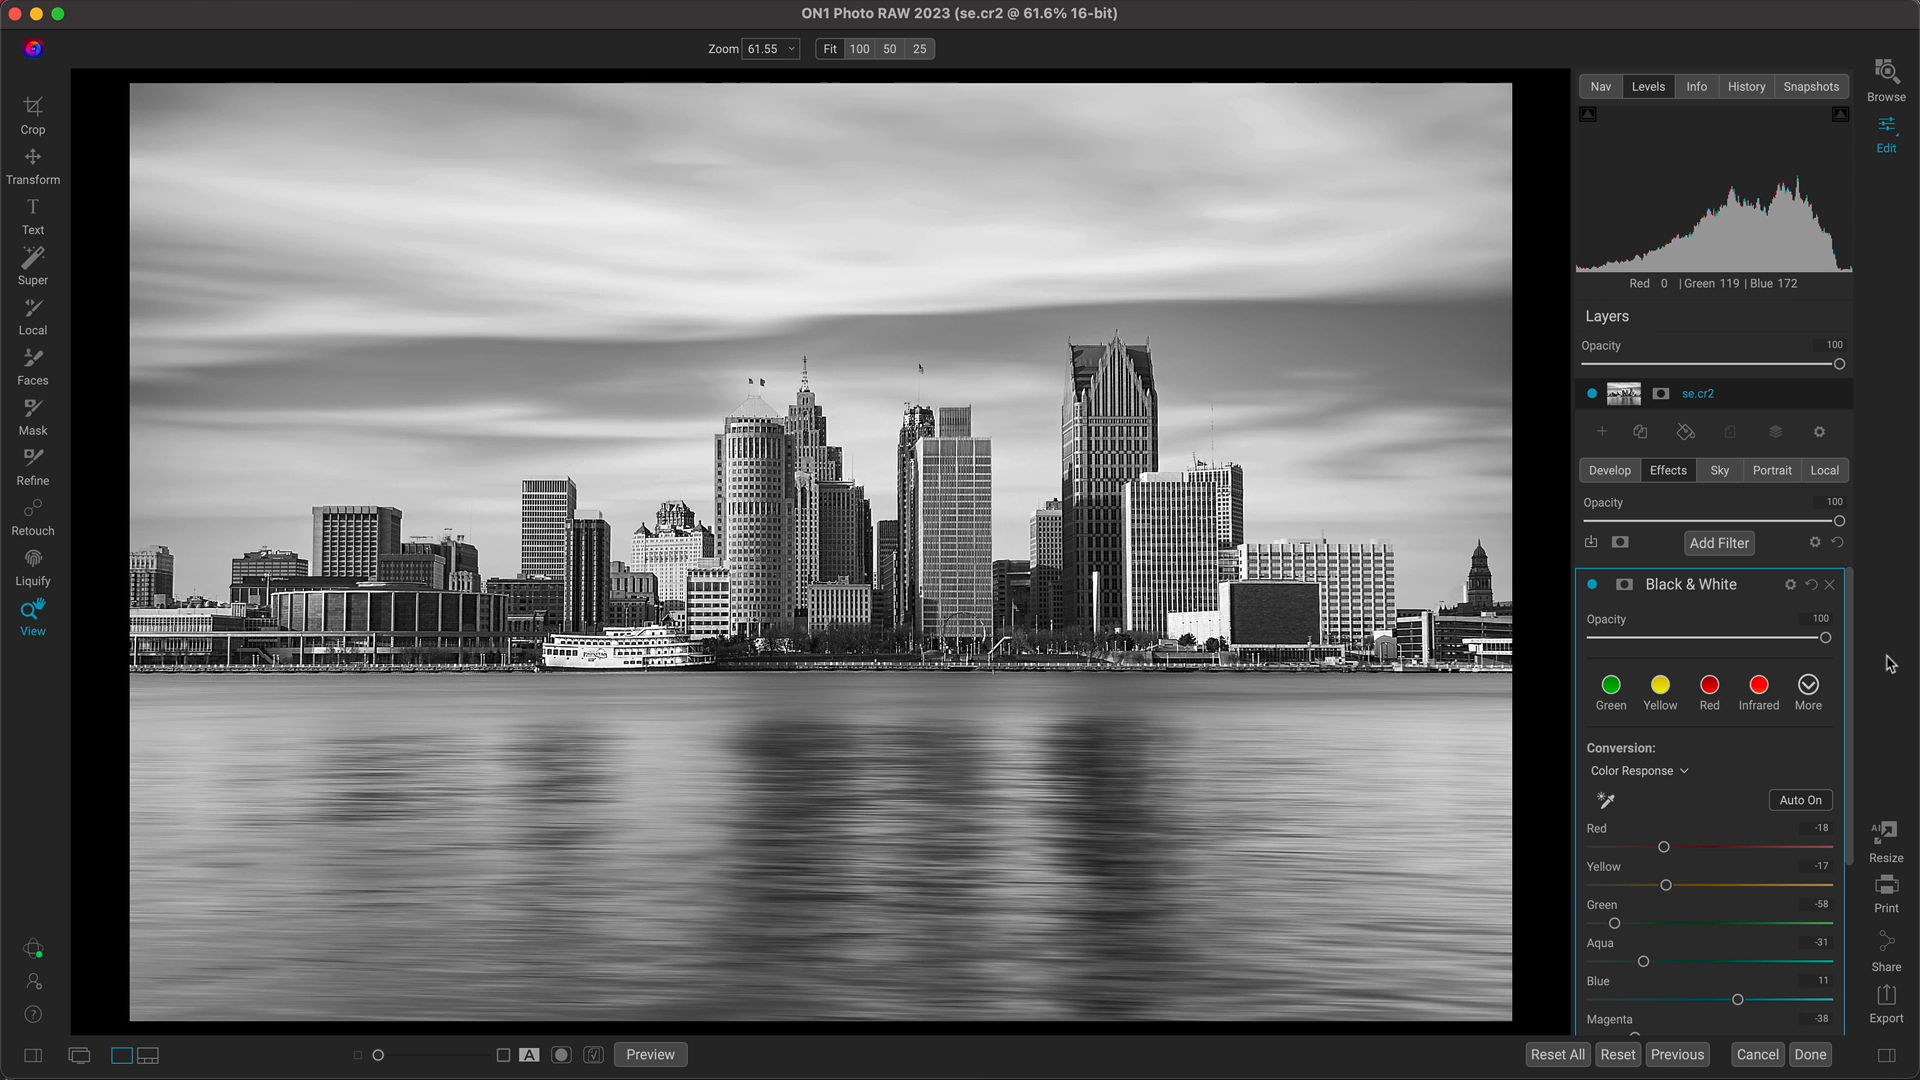 ON1 Photo RAW 2023 (se.cr2 @ 61.6% 16-bit)
Zoom 61.55 Fit 100 50 25
Crop
Transform
Text
Super
Local
Faces
Mask
Refine
Retouch
Liquify
View
Nav Levels Info History Snapshots
Red 0 | Green 119 | Blue 172
Layers
Opacity 100
se.cr2
Develop Effects Sky Portrait Local
Opacity 100
Add Filter
Black & White
Opacity 100
Green Yellow Red Infrared More
Conversion:
Color Response
Auto On
Red -18
Yellow -17
Green -58
Aqua -31
Blue 11
Magenta -38
Browse
Edit
AI
Resize
Print
Share
Export
A
Preview
Reset All Reset Previous Cancel Done